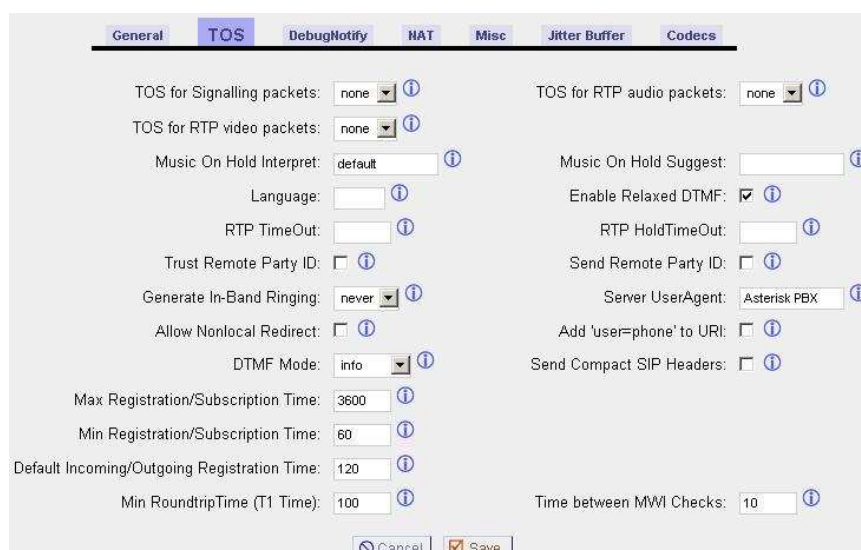 General TOS DebugNotify NAT Misc Jitter Buffer Codecs
TOS for Signalling packets: none TOS for RTP audio packets: none
TOS for RTP video packets: none
Music On Hold Interpret: default Music On Hold Suggest:
Language: Enable Relaxed DTMF:
RTP TimeOut: RTP HoldTimeOut:
Trust Remote Party ID: Send Remote Party ID:
Generate In-Band Ringing: never Server UserAgent: Asterisk PBX
Allow Nonlocal Redirect: Add 'user=phone' to URI:
DTMF Mode: info Send Compact SIP Headers:
Max Registration/Subscription Time: 3600
Min Registration/Subscription Time: 60
Default Incoming/Outgoing Registration Time: 120
Min RoundtripTime (T1 Time): 100 Time between MWI Checks: 10
Cancel Save